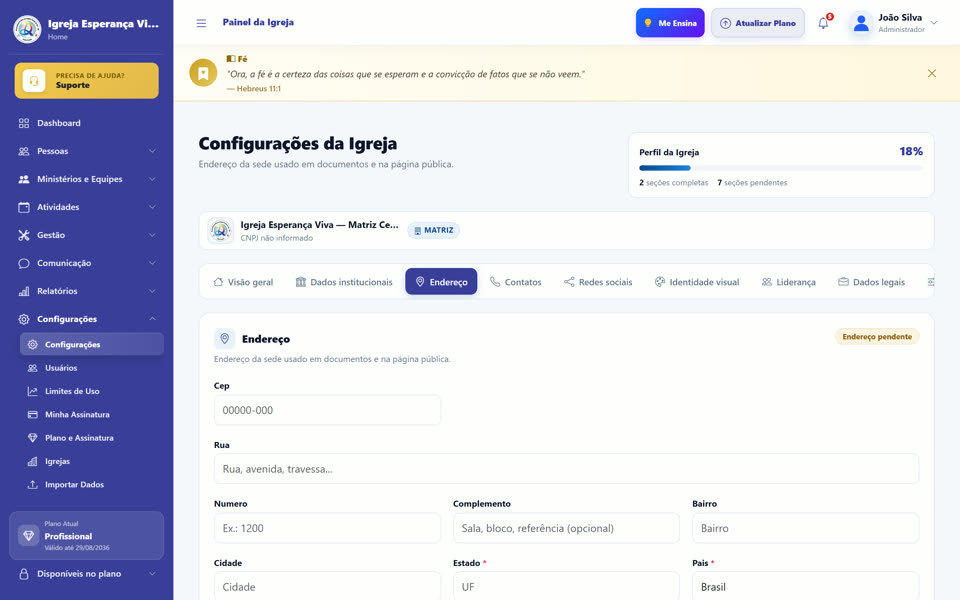 Igreja Esperança Vi...
Home
PRECISA DE AJUDA?
Suporte
Dashboard
Pessoas
Ministérios e Equipes
Atividades
Gestão
Comunicação
Relatórios
Configurações
Configurações
Usuários
Limites de Uso
Minha Assinatura
Plano e Assinatura
Igrejas
Importar Dados
Plano Atual
Profissional
Válido até 29/08/2036
Disponíveis no plano
Painel da Igreja
Me Ensina
Atualizar Plano
5
João Silva
Administrador
Fé
"Ora, a fé é a certeza das coisas que se esperam e a convicção de fatos que se não veem."
— Hebreus 11:1
Configurações da Igreja
Endereço da sede usado em documentos e na página pública.
Perfil da Igreja 18%
2 seções completas 7 seções pendentes
Igreja Esperança Viva — Matriz Ce... MATRIZ
CNPJ não informado
Visão geral Dados institucionais Endereço Contatos Redes sociais Identidade visual Liderança Dados legais
Endereço Endereço pendente
Endereço da sede usado em documentos e na página pública.
Cep
00000-000
Rua
Rua, avenida, travessa...
Numero Complemento Bairro
Ex.: 1200 Sala, bloco, referência (opcional) Bairro
Cidade Estado * Pais *
Cidade UF Brasil